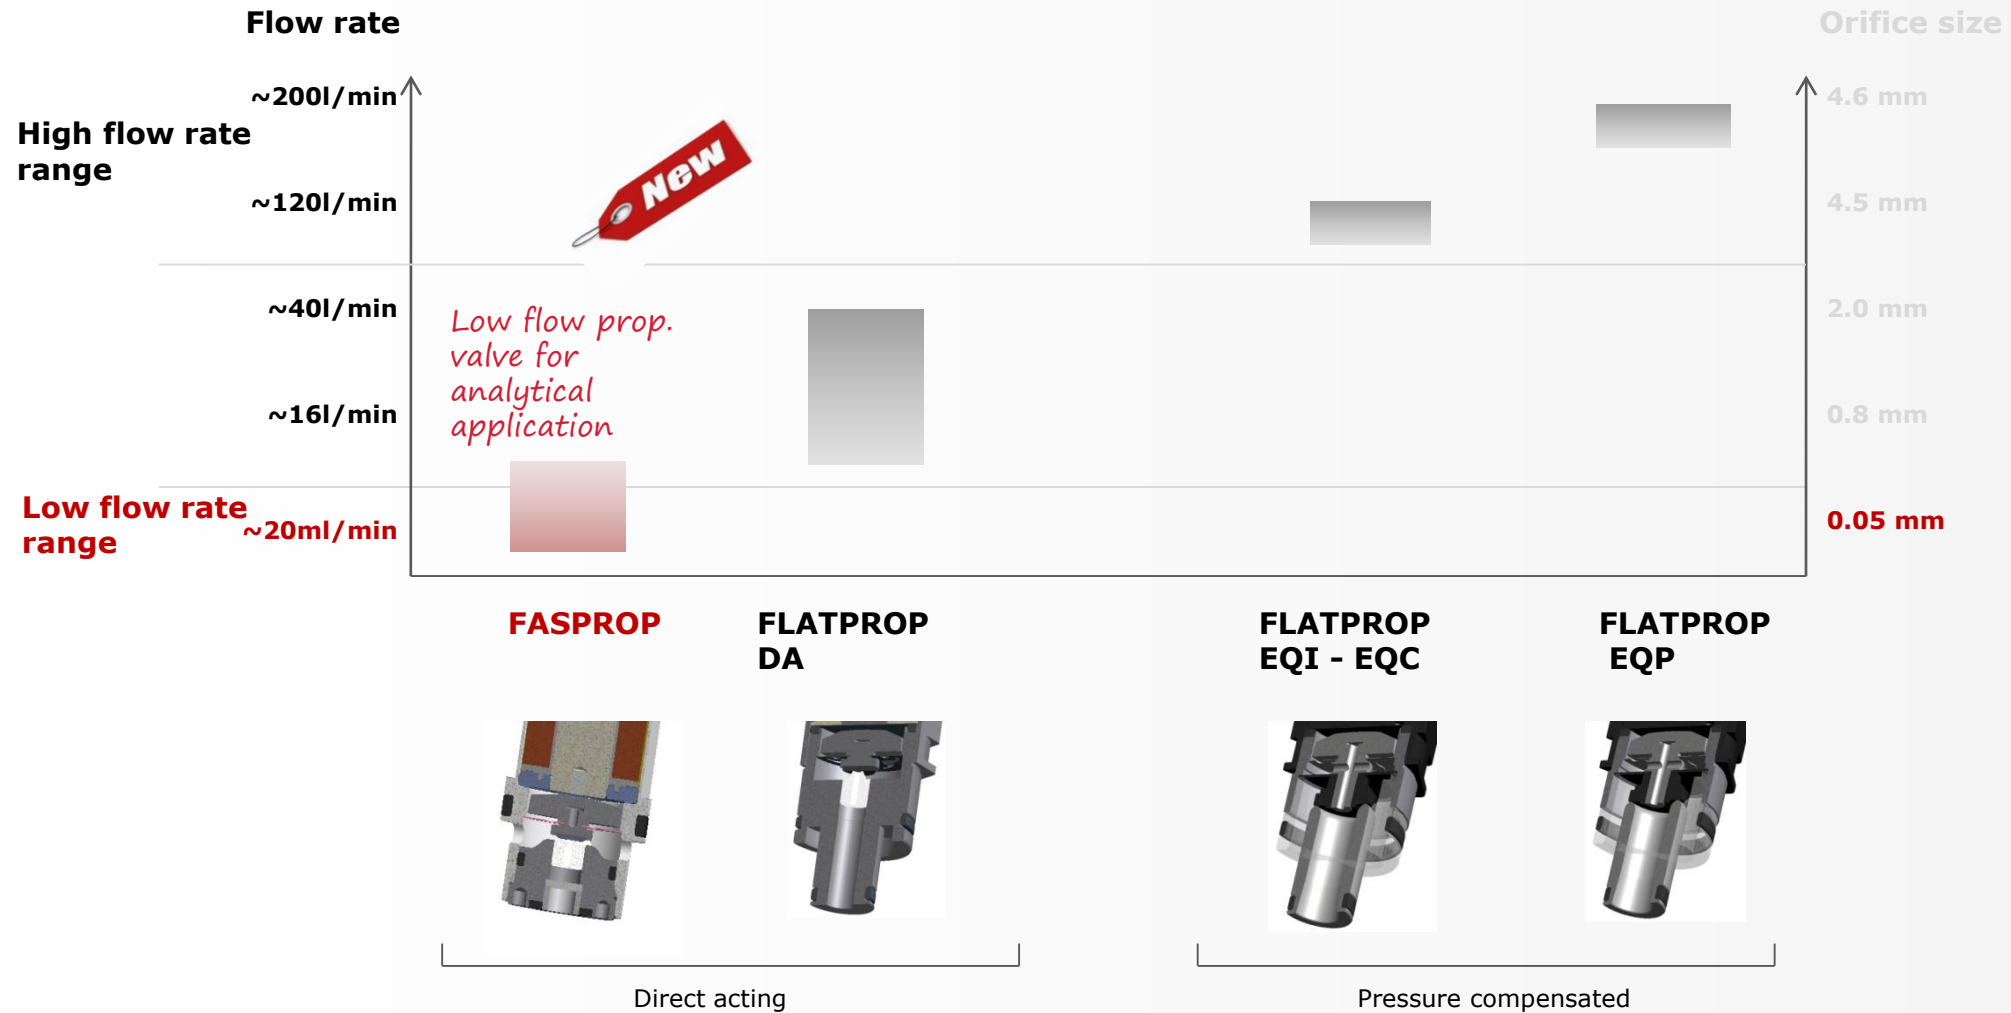 Flow rate
Orifice size
~200l/min
4.6 mm
High flow rate
range
New
~120l/min
4.5 mm
~40l/min
2.0 mm
Low flow prop.
valve for
analytical
application
~16l/min
0.8 mm
Low flow rate
range
~20ml/min
0.05 mm
FASPROP
FLATPROP
DA
FLATPROP
EQI - EQC
FLATPROP
EQP
Direct acting
Pressure compensated